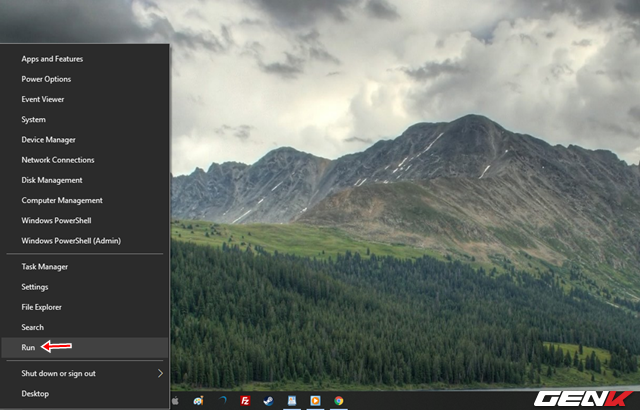 Apps and Features
Power Options
Event Viewer
System
Device Manager
Network Connections
Disk Management
Computer Management
Windows PowerShell
Windows PowerShell (Admin)
Task Manager
Settings
File Explorer
Search
Run
Shut down or sign out
Desktop
GENK